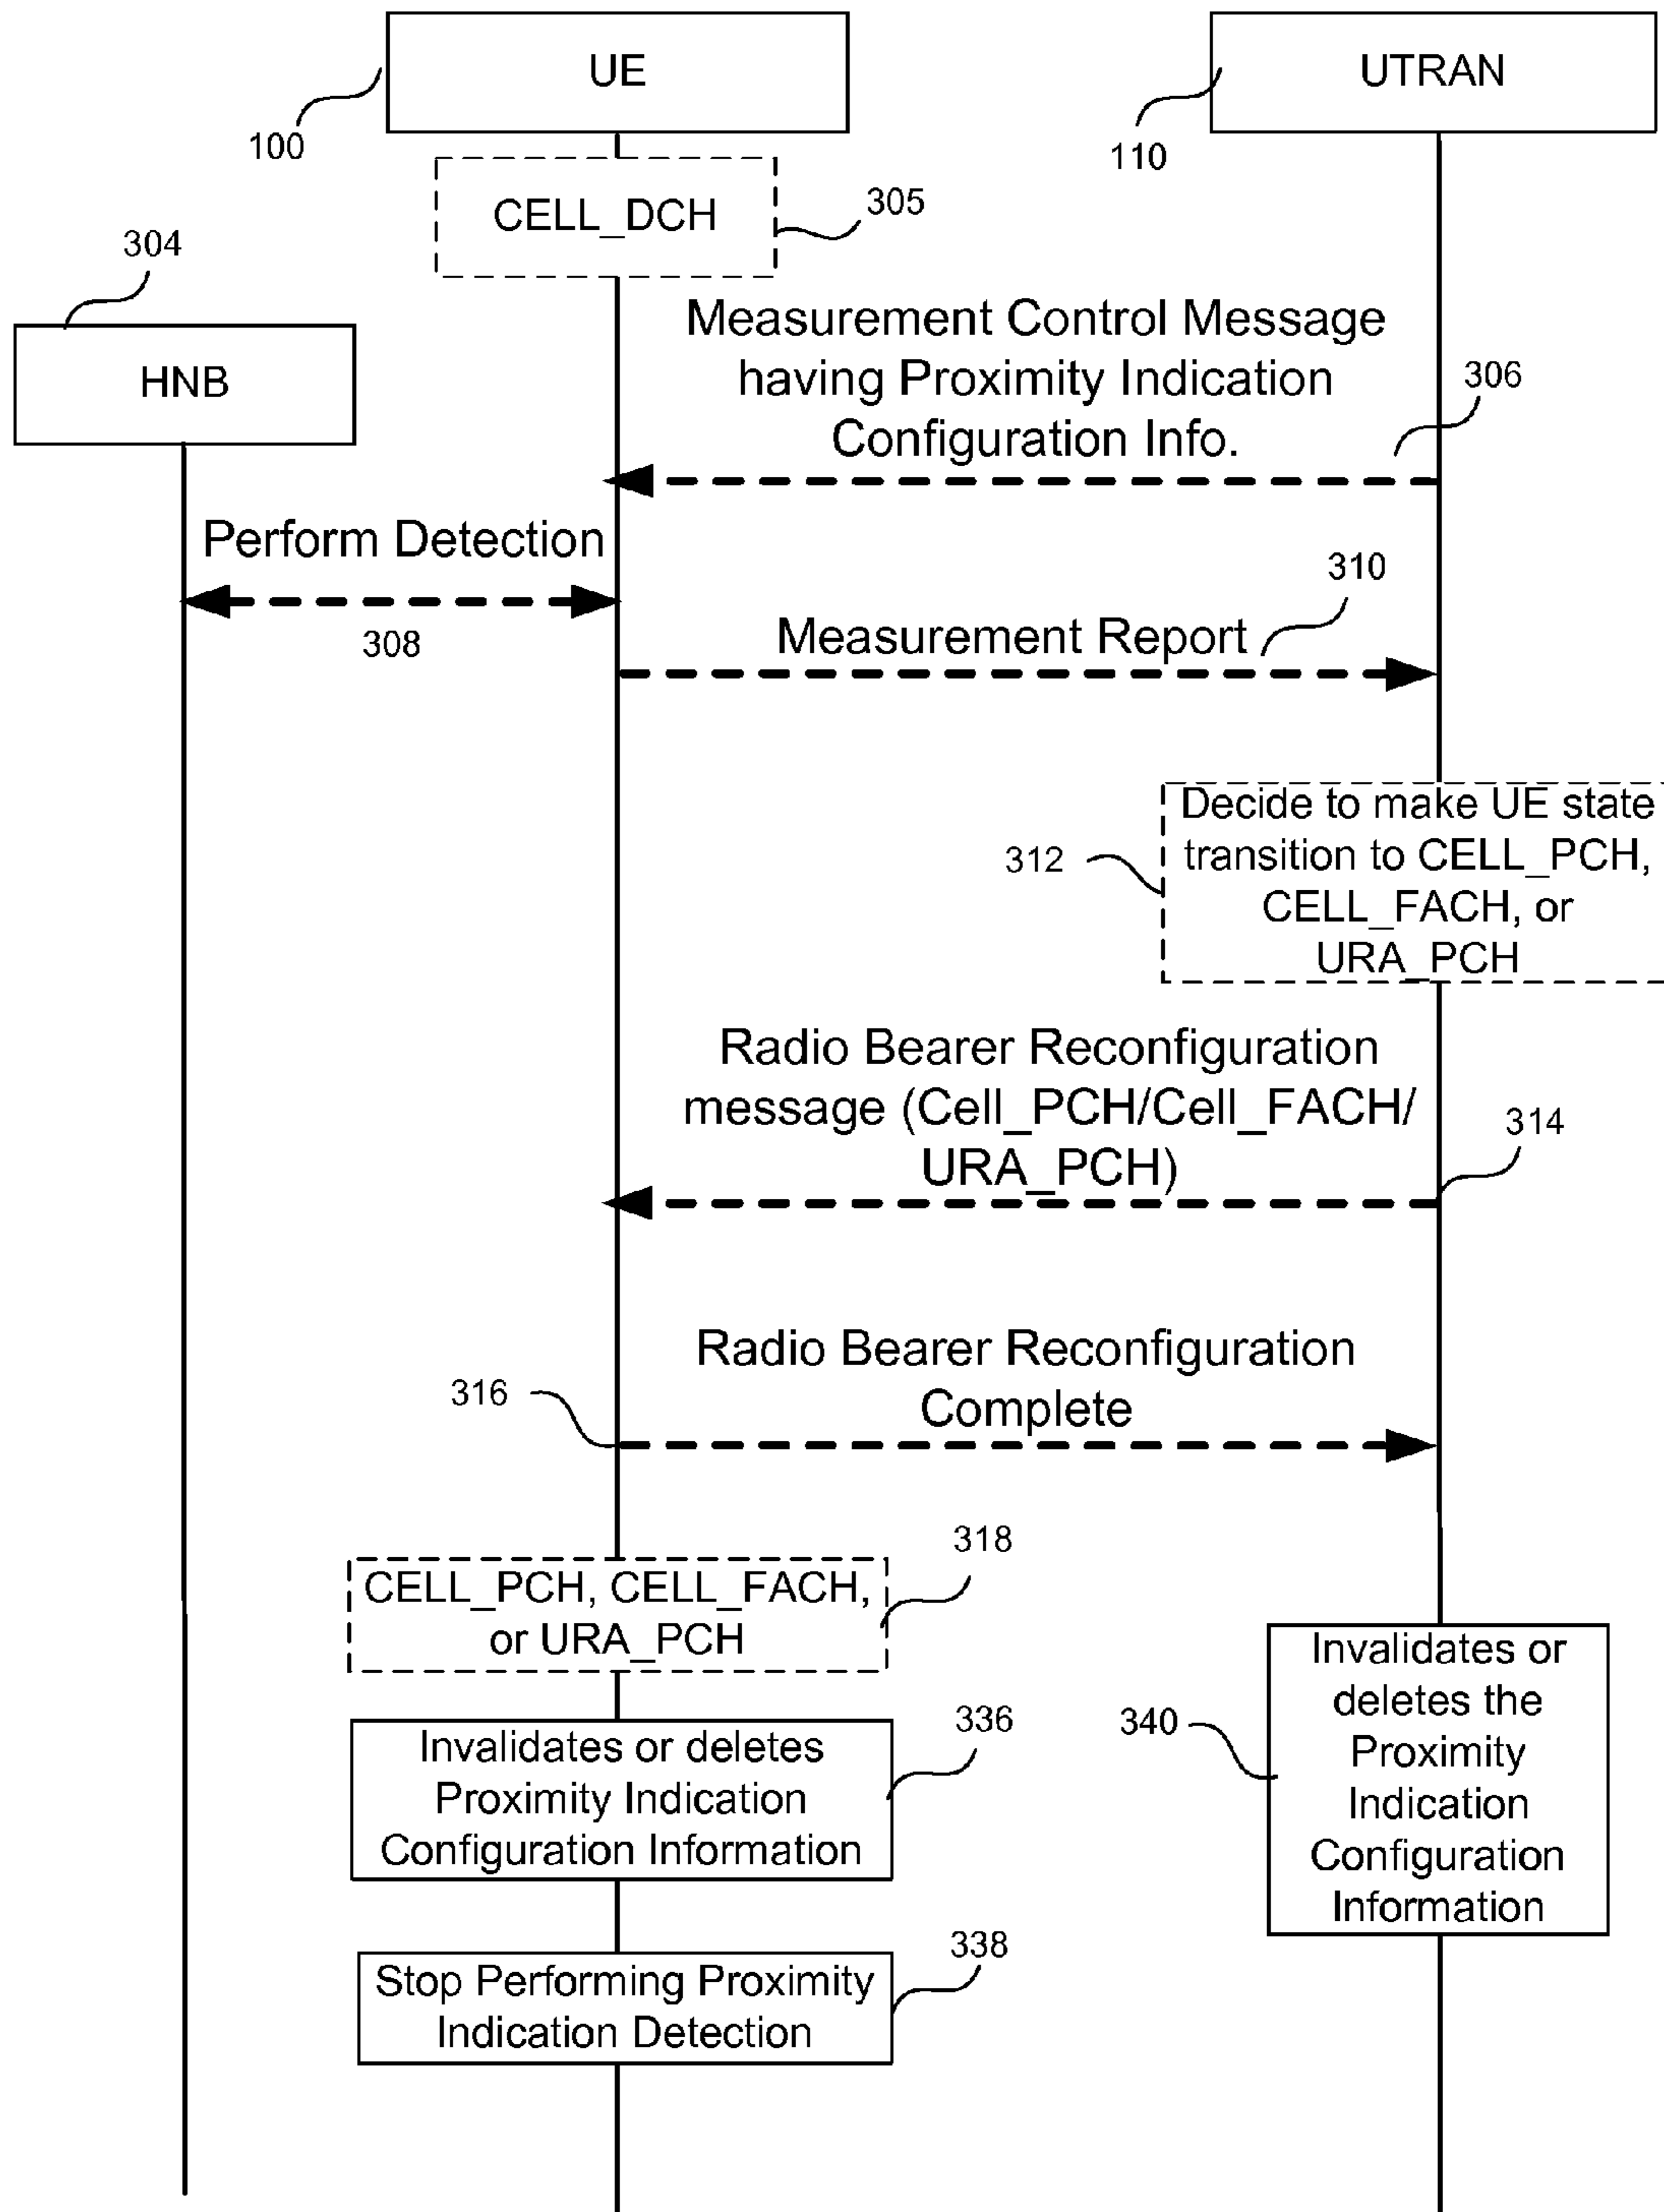 UE
UTRAN
100
110
CELL_DCH
305
304
HNB
Measurement Control Message
having Proximity Indication
Configuration Info.
306
Perform Detection
308
310
Measurement Report
312
Decide to make UE state
transition to CELL_PCH,
CELL_FACH, or
URA_PCH
Radio Bearer Reconfiguration
message (Cell_PCH/Cell_FACH/
URA_PCH)
314
Radio Bearer Reconfiguration
Complete
316
318
CELL_PCH, CELL_FACH,
or URA_PCH
336
Invalidates or deletes
Proximity Indication
Configuration Information
340
Invalidates or
deletes the
Proximity
Indication
Configuration
Information
338
Stop Performing Proximity
Indication Detection